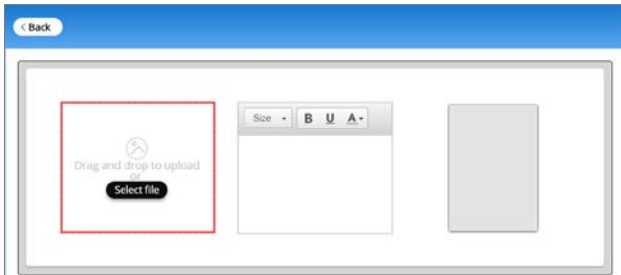 Back
Size B U A
Drag and drop to upload
or
Select file